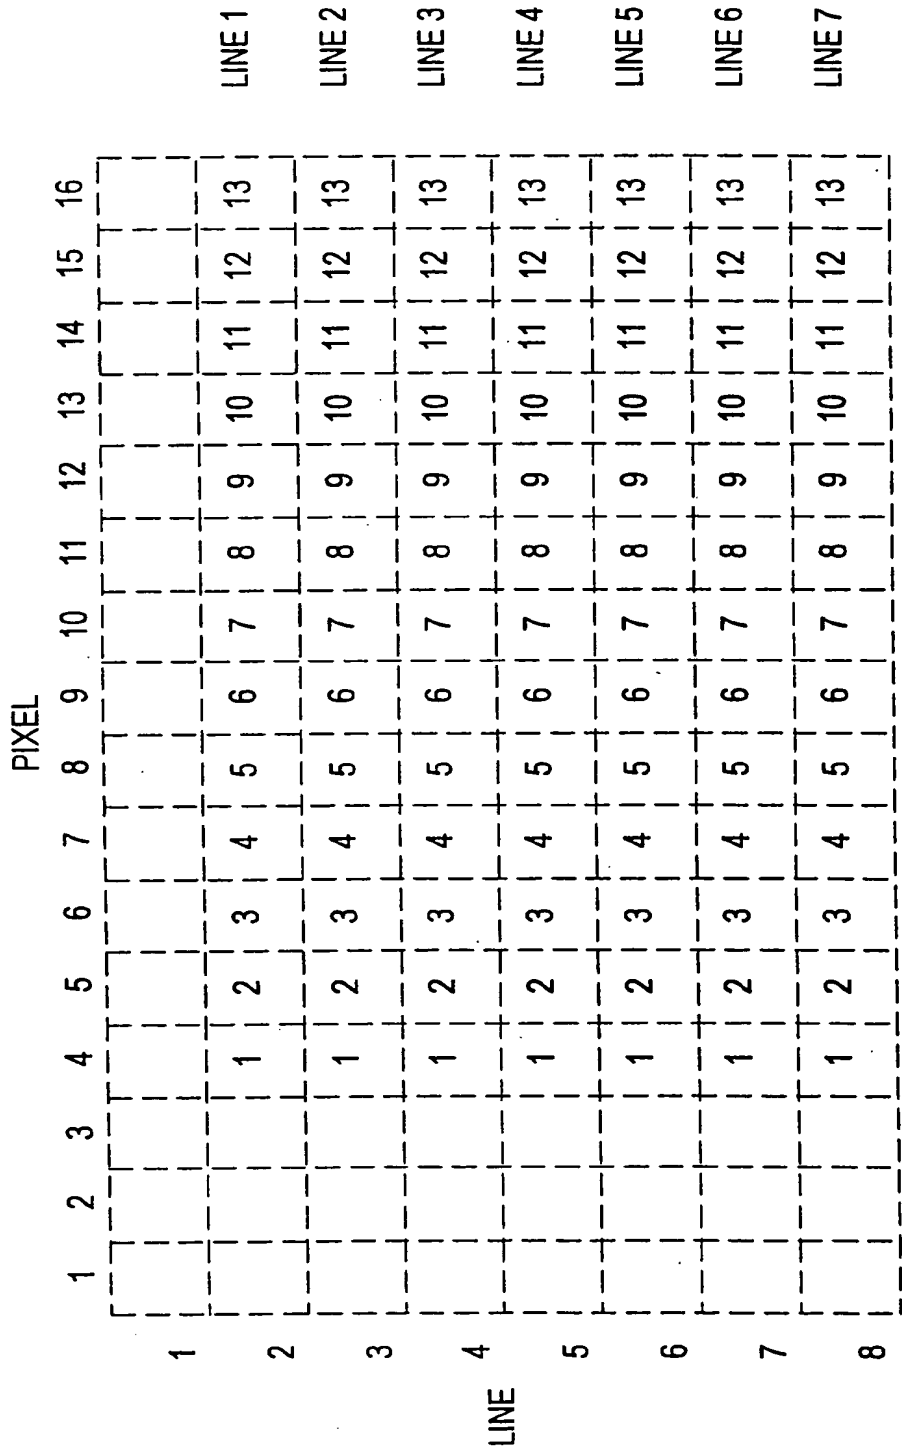 PIXEL
1 2 3 4 5 6 7 8 9 10 11 12 13 14 15 16
1
2 1 2 3 4 5 6 7 8 9 10 11 12 13 LINE 1
3 1 2 3 4 5 6 7 8 9 10 11 12 13 LINE 2
4 1 2 3 4 5 6 7 8 9 10 11 12 13 LINE 3
LINE
5 1 2 3 4 5 6 7 8 9 10 11 12 13 LINE 4
6 1 2 3 4 5 6 7 8 9 10 11 12 13 LINE 5
7 1 2 3 4 5 6 7 8 9 10 11 12 13 LINE 6
8 1 2 3 4 5 6 7 8 9 10 11 12 13 LINE 7